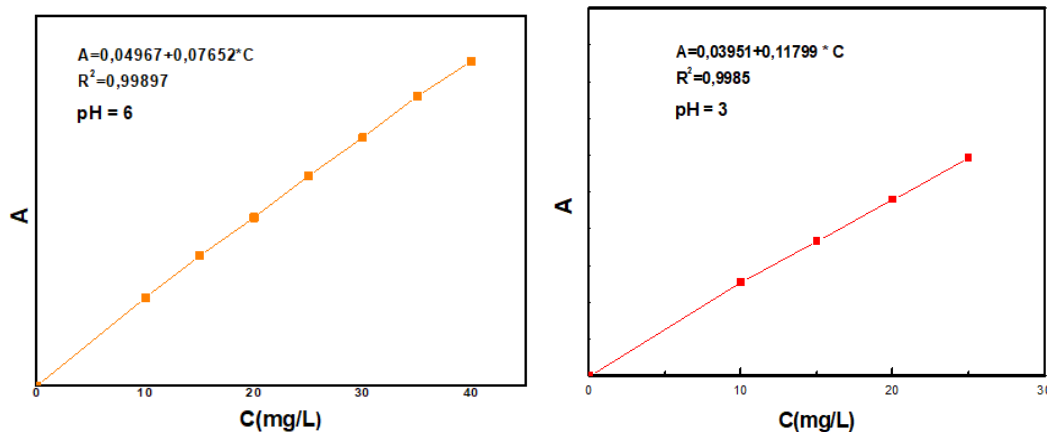 A=0,04967+0,07652*C
R²=0,99897
pH = 6
A
0 10 20 30 40
C(mg/L)
A=0,03951+0,11799 * C
R²=0,9985
pH = 3
A
0 10 20 30
C(mg/L)